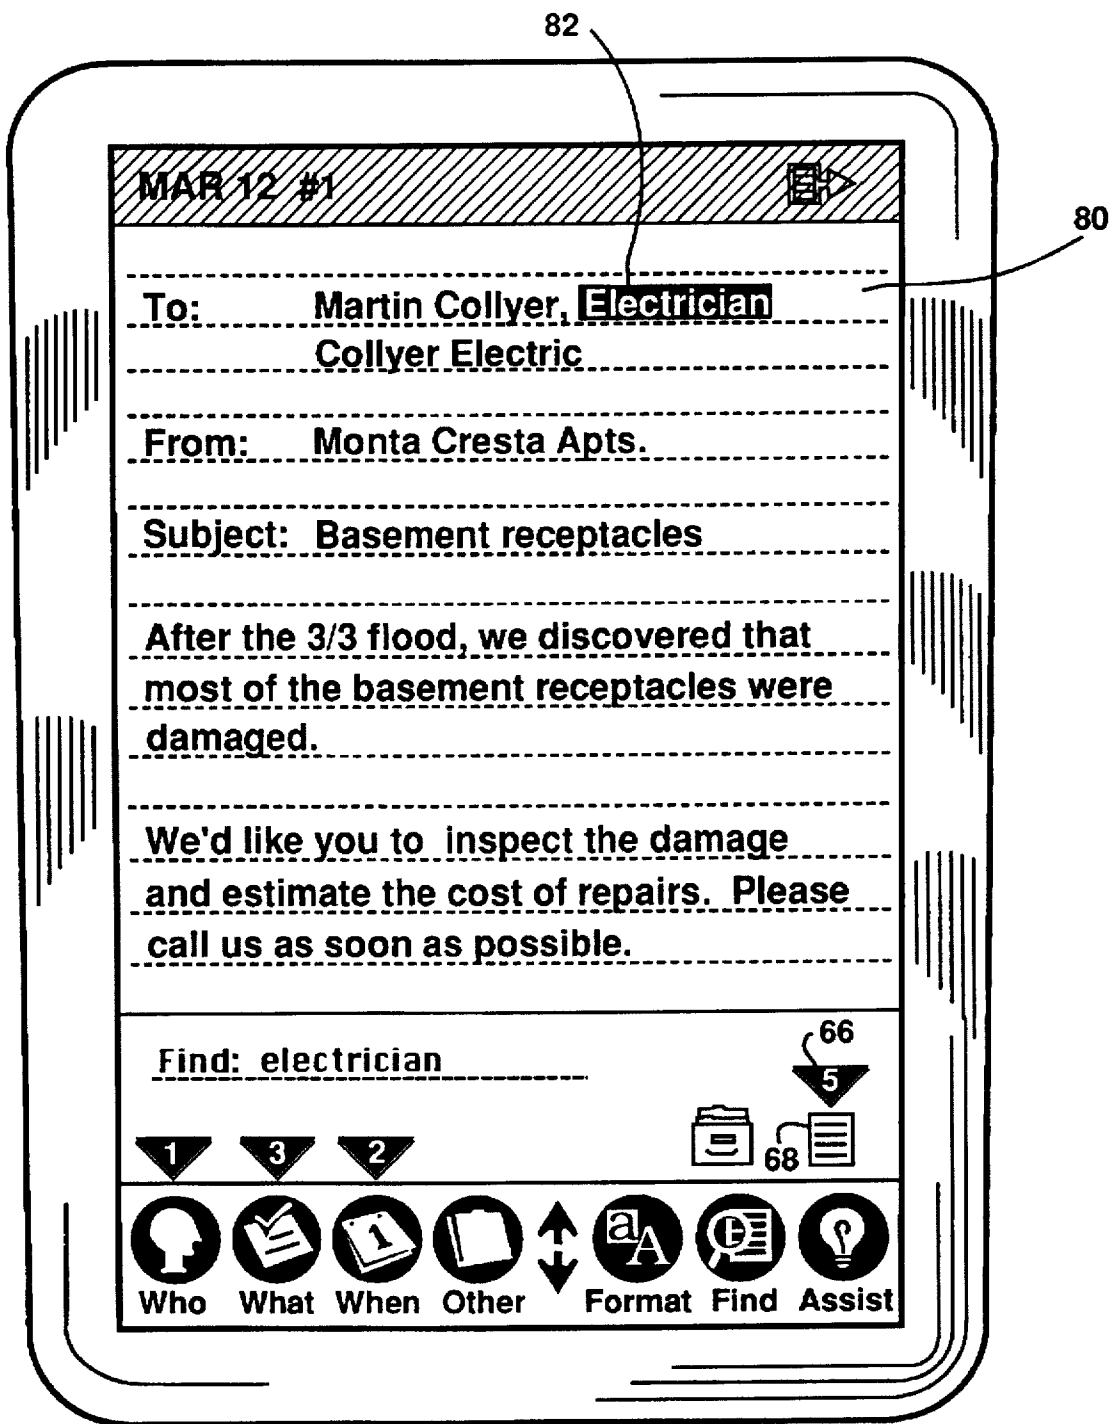 82
MAR 12 #1
80
To: Martin Collyer, Electrician
Collyer Electric
From: Monta Cresta Apts.
Subject: Basement receptacles
After the 3/3 flood, we discovered that
most of the basement receptacles were
damaged.
We'd like you to inspect the damage
and estimate the cost of repairs. Please
call us as soon as possible.
66
Find: electrician
5
68
1 3 2
1
aA
Who What When Other Format Find Assist